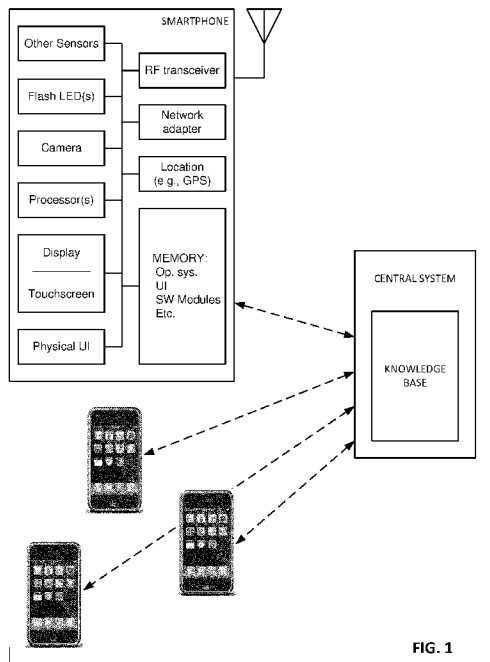 SMARTPHONE
Other Sensors
Flash LED(s)
Camera
Processor(s)
Display
Touchscreen
Physical UI
RF transceiver
Network
adapter
Location
(e.g., GPS)
MEMORY:
Op. sys.
UI
SW Modules
Etc.
CENTRAL SYSTEM
KNOWLEDGE
BASE
FIG. 1